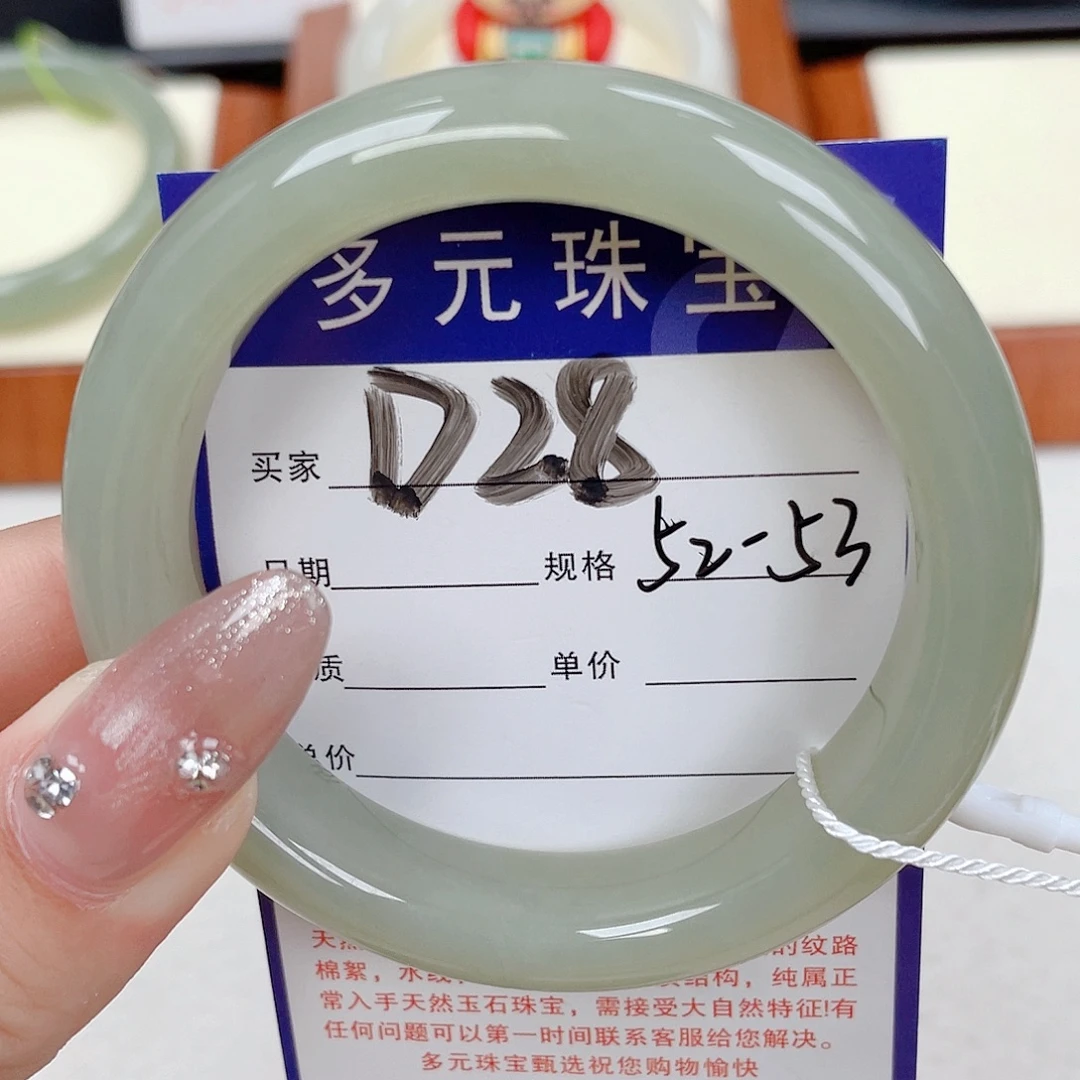 多元珠宝
买家 D28
日期 规格 52-53
质 单价
单价
的纹路
棉絮，水线 结构，纯属正
常入手天然玉石珠宝，需接受大自然特征!有
任何问题可以第一时间联系客服给您解决。
多元珠宝甄选祝您购物愉快